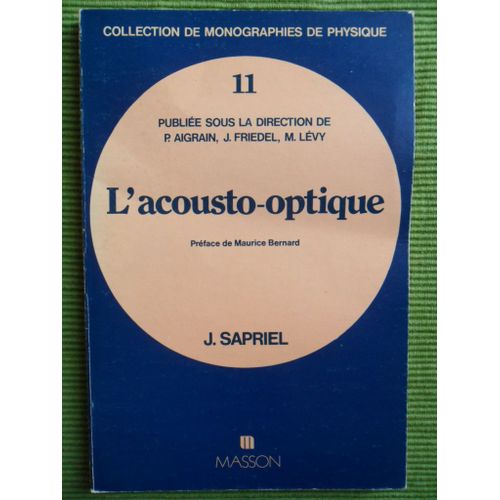 COLLECTION DE MONOGRAPHIES DE PHYSIQUE
11
PUBLIÉE SOUS LA DIRECTION DE
P. AIGRAIN, J. FRIEDEL, M. LÉVY
L'acousto-optique
Préface de Maurice Bernard
J. SAPRIEL
m
MASSON